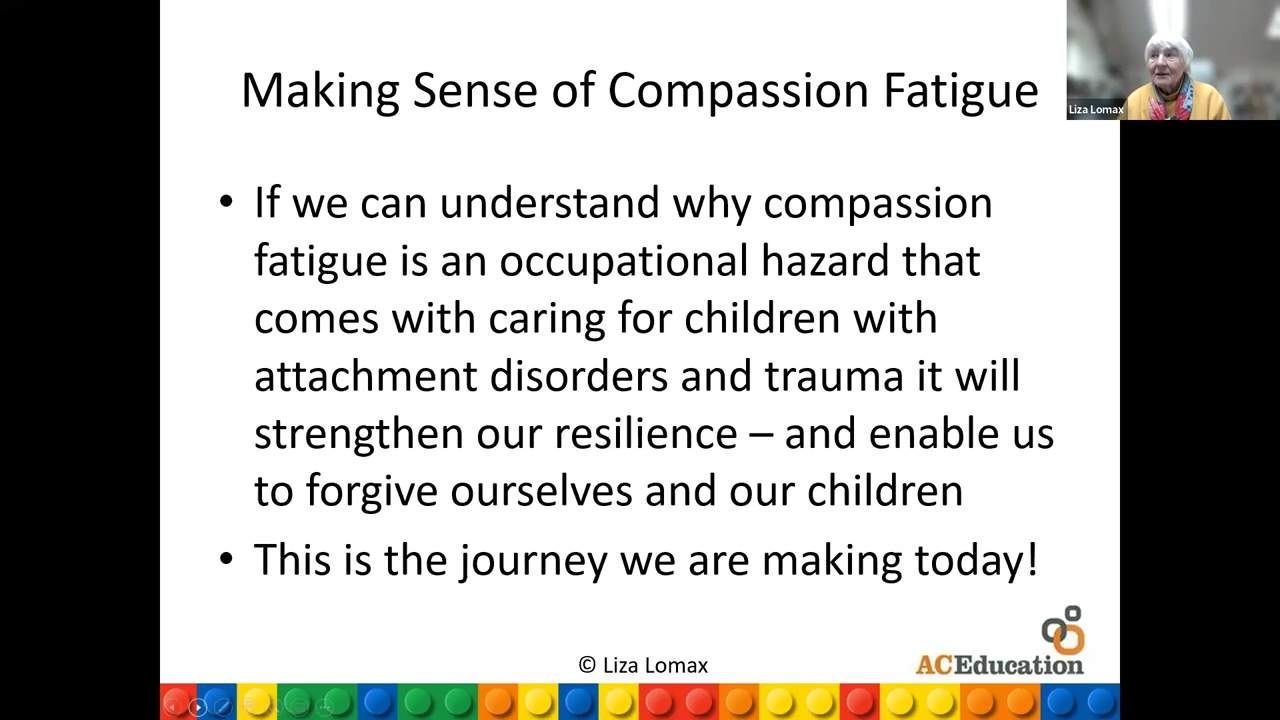 Making Sense of Compassion Fatigue
Liza Lomax
• If we can understand why compassion
fatigue is an occupational hazard that
comes with caring for children with
attachment disorders and trauma it will
strengthen our resilience – and enable us
to forgive ourselves and our children
• This is the journey we are making today!
© Liza Lomax
ACEducation